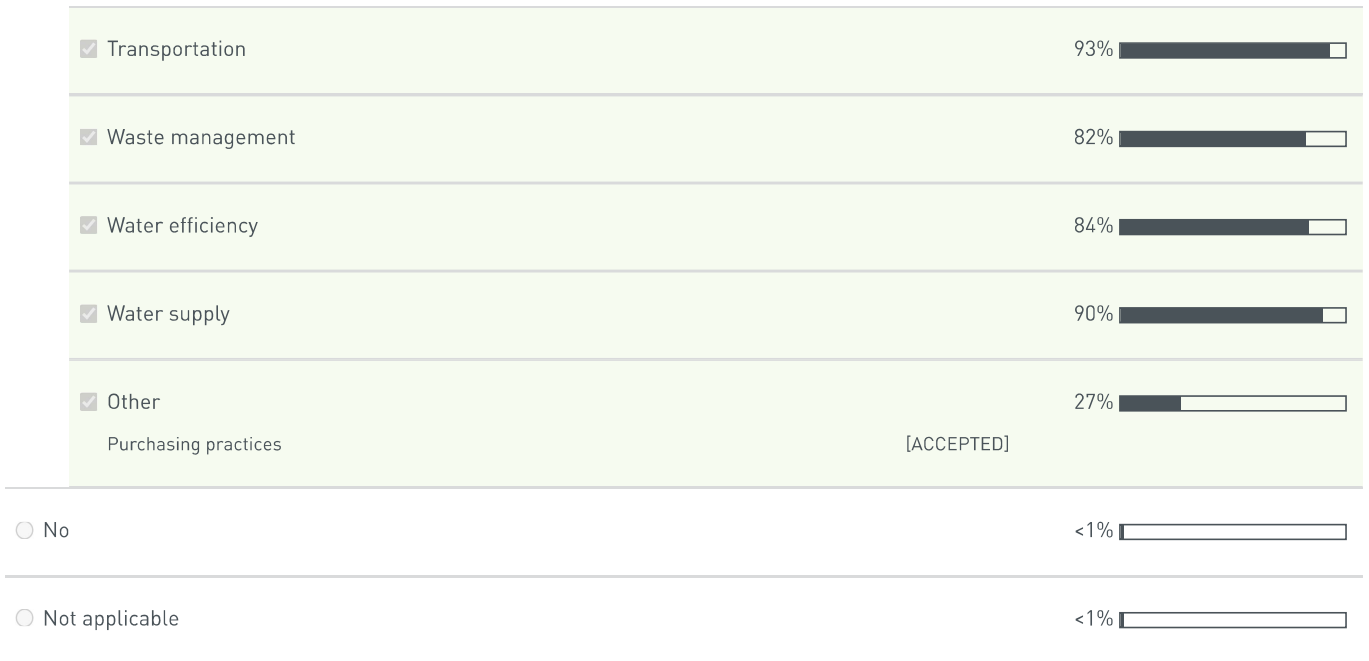 Transportation 93%
Waste management 82%
Water efficiency 84%
Water supply 90%
Other 27%
Purchasing practices [ACCEPTED]
No <1%
Not applicable <1%